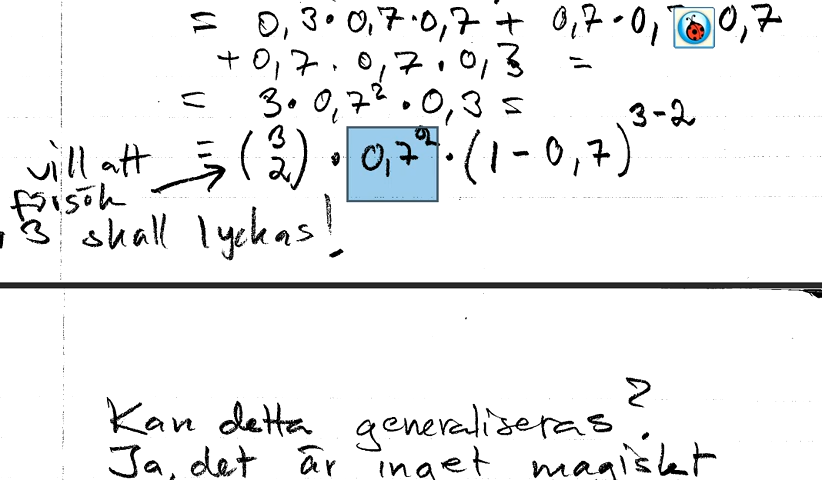 = 0,3·0,7·0,7 + 0,7·0, 0,7
+ 0,7 · 0,7 · 0,3 =
= 3 · 0,7² · 0,3 =
= (3 2) · 0,7² · (1 - 0,7)³⁻²
vill att
försök
3 skall lyckas!
Kan detta generaliseras?
Ja, det är inget magiskt